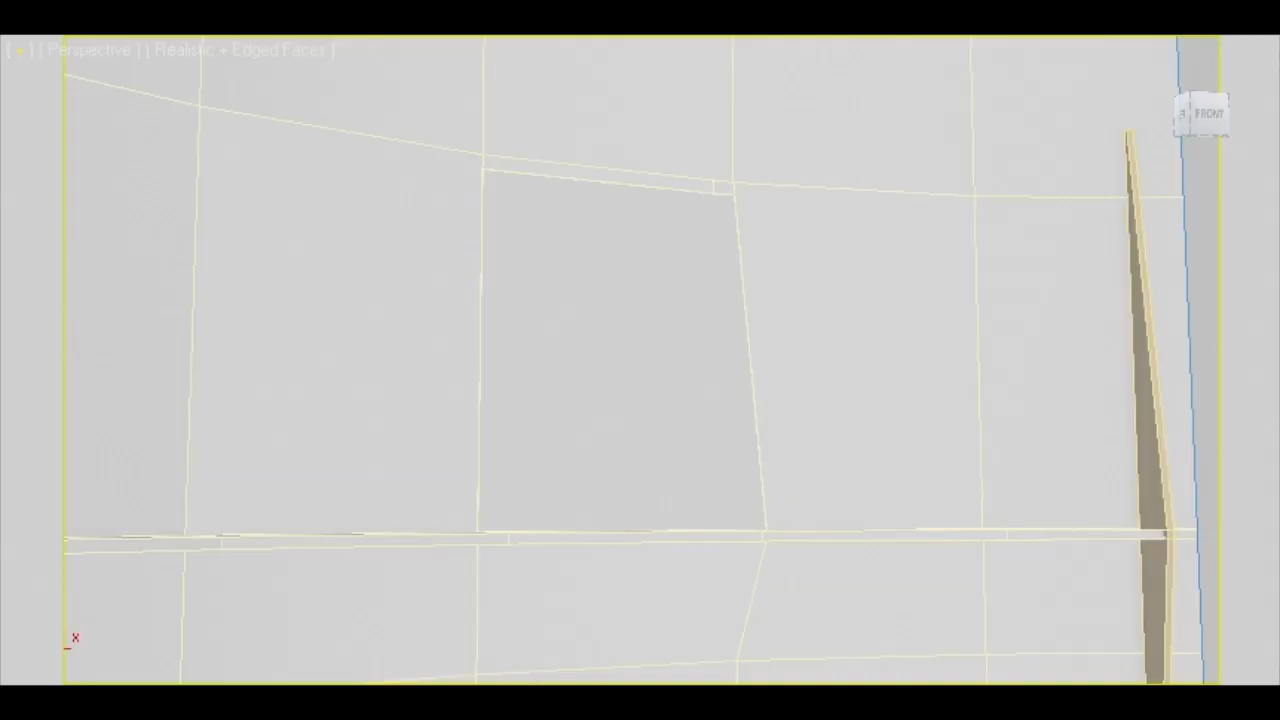 [ + ] [ Perspective ] [ Realistic + Edged Faces ]
FRONT
x